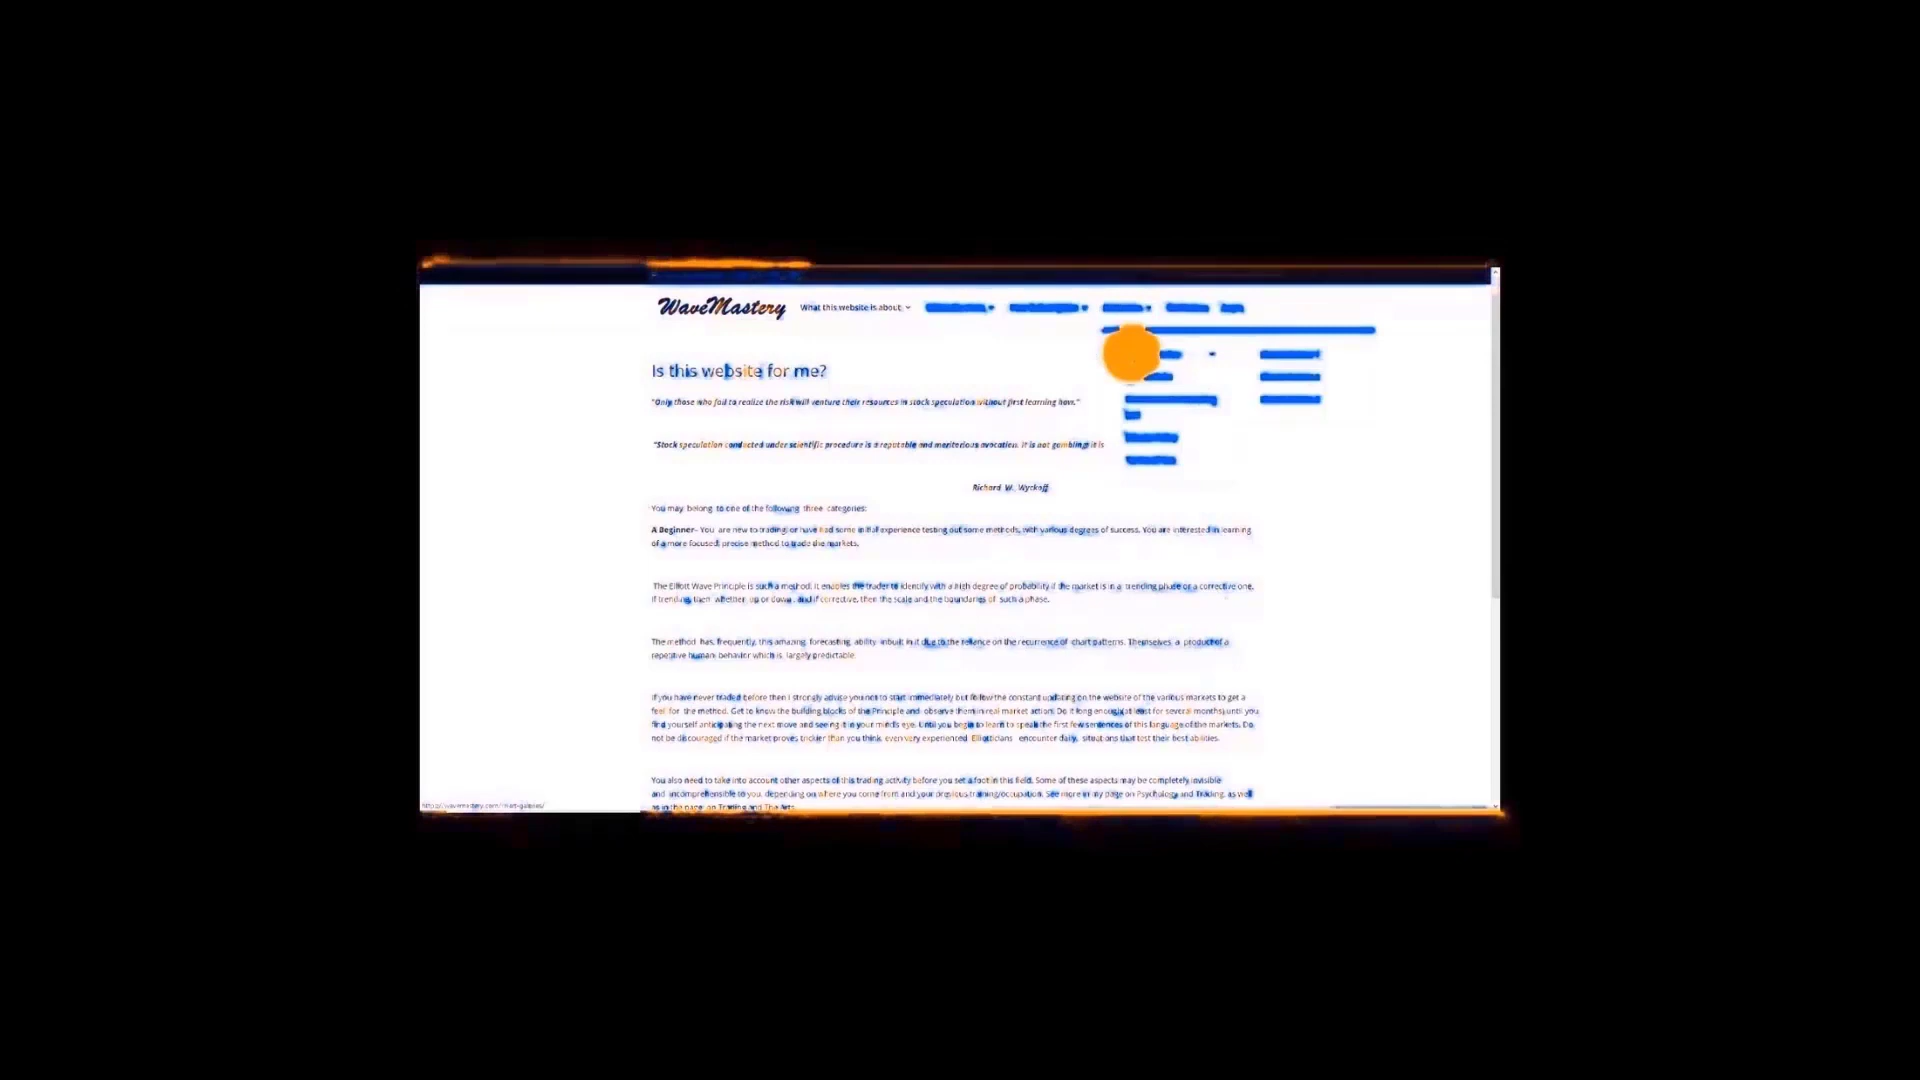 WaveMastery
What this website is about
Is this website for me?
"Only those who fail to realize the risk will venture their resources in stock speculation without first learning how."
"Stock speculation conducted under scientific procedure is a reputable and meritorious avocation. It is not gambling: it is
Richard W. Wyckoff
You may belong to one of the following three categories:
A Beginner- You are new to trading, or have had some initial experience testing out some methods, with various degrees of success. You are interested in learning
of a more focused, precise method to trade the markets.
The Elliott Wave Principle is such a method. It enables the trader to identify with a high degree of probability if the market is in a trending phase or a corrective one,
if trending, then whether up or down, and if corrective, then the scale and the boundaries of such a phase.
The method has, frequently, this amazing forecasting ability inbuilt in it due to the reliance on the recurrence of chart patterns. Themselves a product of a
repetitive human behavior which is largely predictable.
If you have never traded before then I strongly advise you not to start immediately but follow the constant updating on the website of the various markets to get a
feel for the method. Get to know the building blocks of the Principle and observe them in real market action. Do it long enough(at least for several months) until you
find yourself anticipating the next move and seeing it in your mind's eye. Until you begin to learn to speak the first few sentences of this language of the markets. Do
not be discouraged if the market proves trickier than you think, even very experienced Elliotticians encounter daily, situations that test their best abilities.
You also need to take into account other aspects of this trading activity before you set a foot in this field. Some of these aspects may be completely invisible
and incomprehensible to you, depending on where you come from and your previous training/occupation. See more in my page on Psychology and Trading, as well
as in the page: on Trading and The Arts.
https://wavemastery.com/chart-galleries/